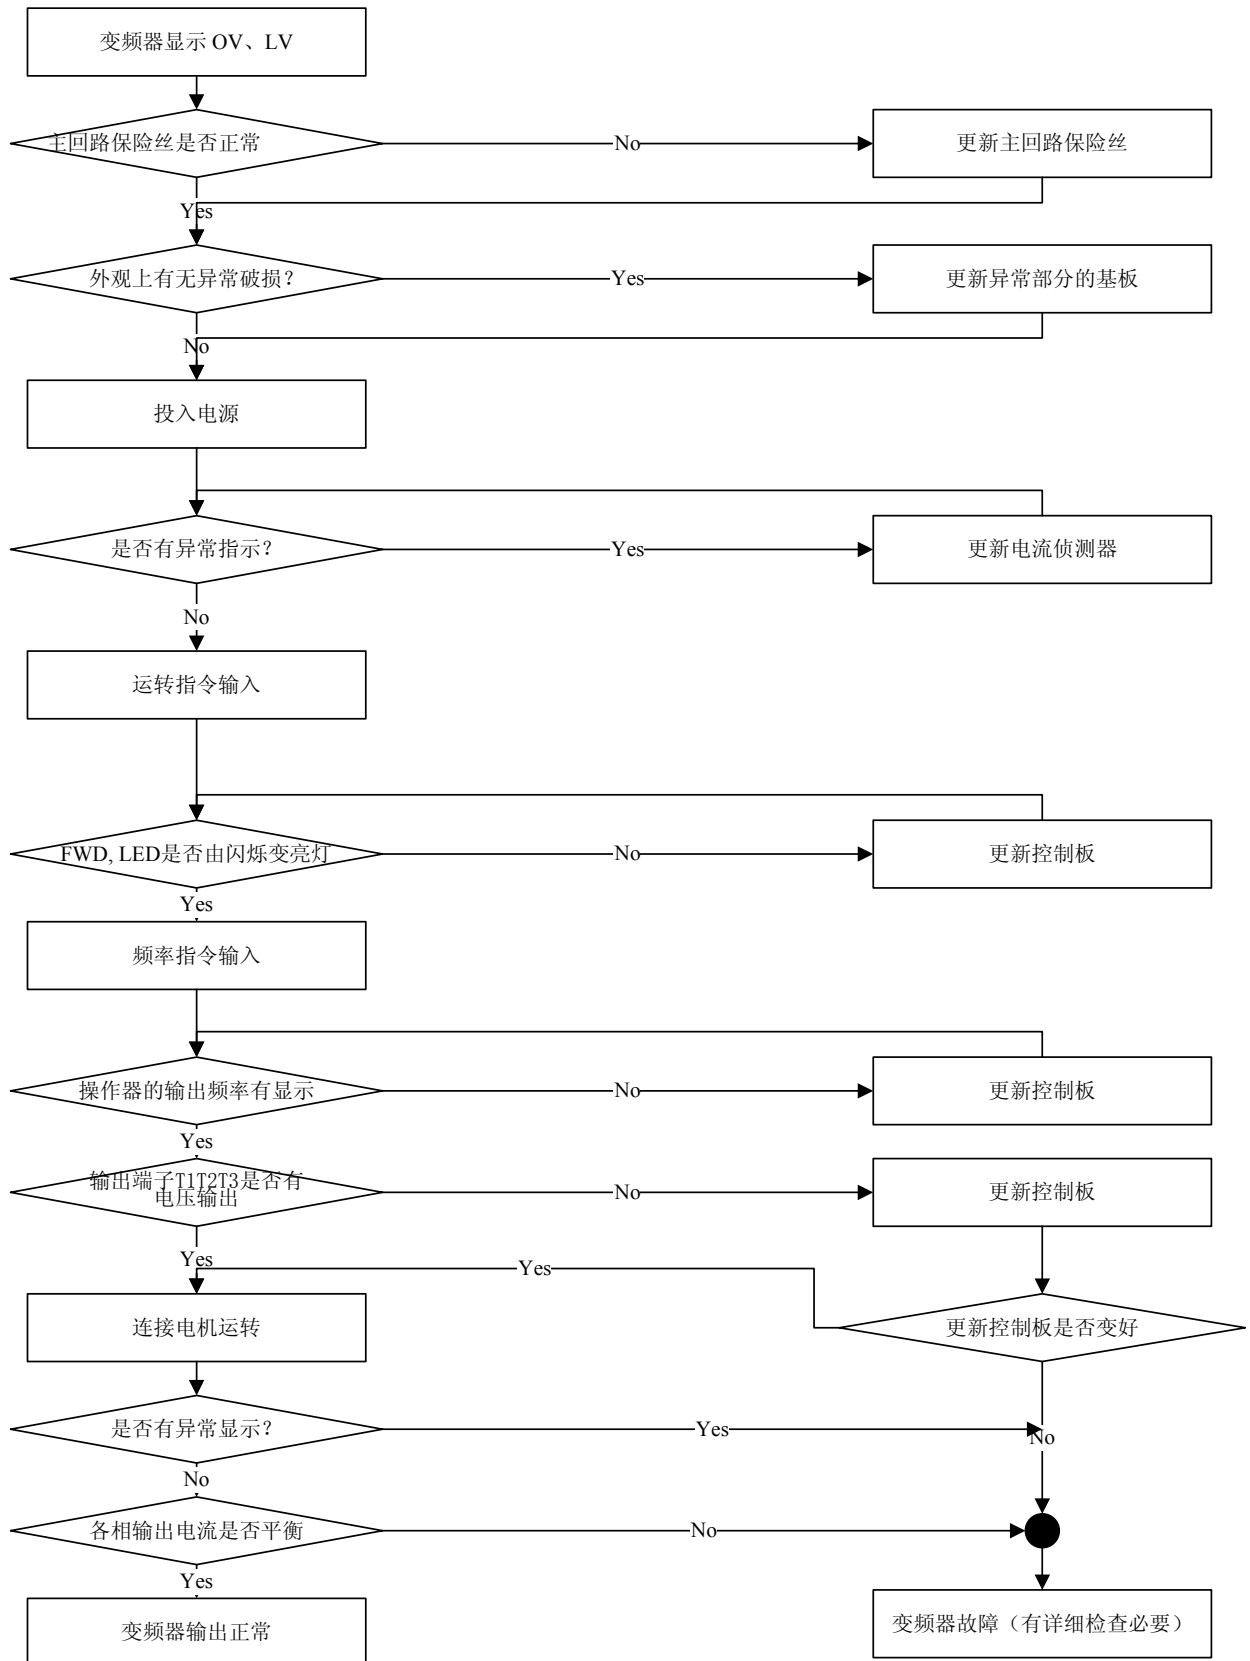 变频器显示 OV、LV
主回路保险丝是否正常
No
更新主回路保险丝
Yes
外观上有无异常破损？
Yes
更新异常部分的基板
No
投入电源
是否有异常指示？
Yes
更新电流侦测器
No
运转指令输入
FWD, LED是否由闪烁变亮灯
No
更新控制板
Yes
频率指令输入
操作器的输出频率有显示
No
更新控制板
Yes
输出端子T1T2T3是否有
电压输出
No
更新控制板
Yes
Yes
连接电机运转
更新控制板是否变好
是否有异常显示？
Yes
No
No
各相输出电流是否平衡
No
Yes
变频器输出正常
变频器故障（有详细检查必要）